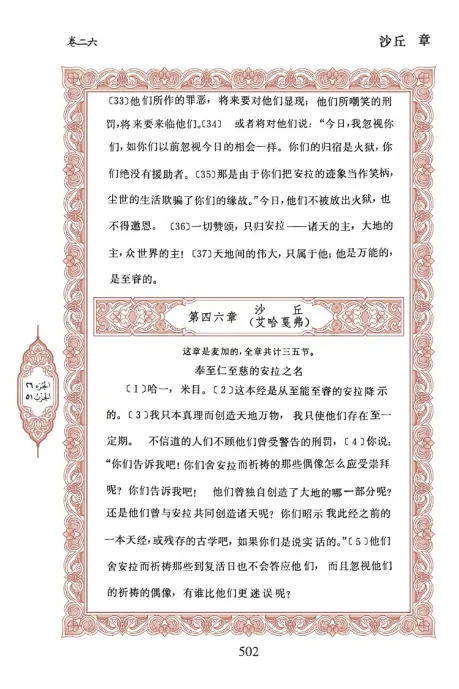 卷二六
沙丘 章
〔33〕他们所作的罪恶，将来要对他们显现；他们所嘲笑的刑
罚，将来要来临他们。〔34〕 或者将对他们说：“今日，我忽视你
们，如你们以前忽视今日的相会一样。你们的归宿是火狱，你
们绝没有援助者。〔35〕那是由于你们把安拉的迹象当作笑柄，
尘世的生活欺骗了你们的缘故。”今日，他们不被放出火狱，也
不得邀恩。 〔36〕一切赞颂，只归安拉——诸天的主，大地的
主，众世界的主！〔37〕天地间的伟大，只属于他；他是万能的，
是至睿的。
第四六章 沙 丘
（艾哈戛弗）
这章是麦加的，全章共计三五节。
奉至仁至慈的安拉之名
〔1〕哈一，米目。〔2〕这本经是从至能至睿的安拉降示
的。〔3〕我只本真理而创造天地万物， 我只使他们存在至一
定期。 不信道的人们不顾他们曾受警告的刑罚，〔4〕你说：
“你们告诉我吧！你们舍安拉而祈祷的那些偶像怎么应受崇拜
呢？你们告诉我吧！ 他们曾独自创造了大地的哪一部分呢？
还是他们曾与安拉共同创造诸天呢？你们昭示我此经之前的
一本天经，或残存的古学吧，如果你们是说实话的。”〔5〕他们
舍安拉而祈祷那些到复活日也不会答应他们， 而且忽视他们
的祈祷的偶像，有谁比他们更迷误呢？
الجزء ٢٦
الحزب ٥١
502